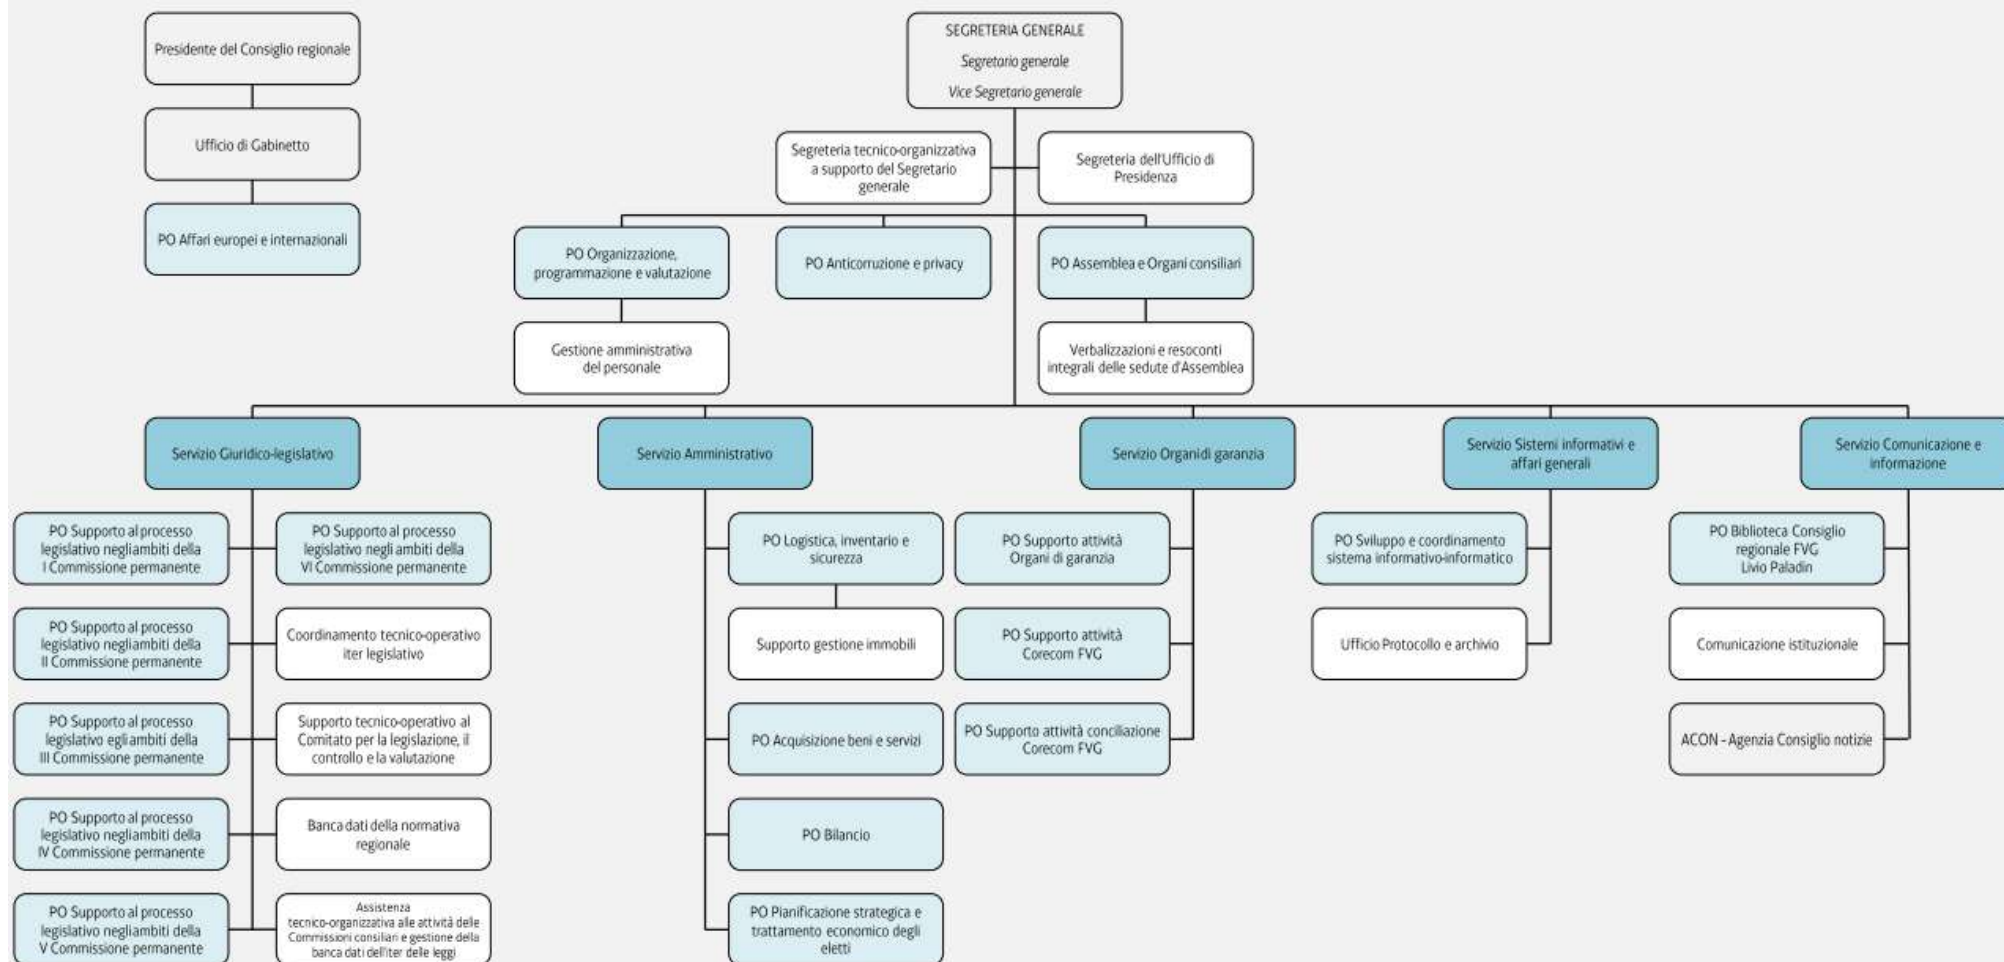 Presidente del Consiglio regionale
Ufficio di Gabinetto
PO Affari europei e internazionali
SEGRETERIA GENERALE
Segretario generale
Vice Segretario generale
Segreteria tecnico-organizzativa
a supporto del Segretario
generale
Segreteria dell'Ufficio di
Presidenza
PO Organizzazione,
programmazione e valutazione
PO Anticorruzione e privacy
PO Assemblea e Organi consiliari
Gestione amministrativa
del personale
Verbalizzazioni e resoconti
integrali delle sedute d'Assemblea
Servizio Giuridico-legislativo
Servizio Amministrativo
Servizio Organi di garanzia
Servizio Sistemi informativi e
affari generali
Servizio Comunicazione e
informazione
PO Supporto al processo
legislativo negli ambiti della
I Commissione permanente
PO Supporto al processo
legislativo negli ambiti della
VI Commissione permanente
PO Supporto al processo
legislativo negli ambiti della
II Commissione permanente
Coordinamento tecnico-operativo
iter legislativo
PO Supporto al processo
legislativo egli ambiti della
III Commissione permanente
Supporto tecnico-operativo al
Comitato per la legislazione, il
controllo e la valutazione
PO Supporto al processo
legislativo negli ambiti della
IV Commissione permanente
Banca dati della normativa
regionale
PO Supporto al processo
legislativo negli ambiti della
V Commissione permanente
Assistenza
tecnico-organizzativa alle attività delle
Commissioni consiliari e gestione della
banca dati dell'iter delle leggi
PO Logistica, inventario e
sicurezza
Supporto gestione immobili
PO Acquisizione beni e servizi
PO Bilancio
PO Pianificazione strategica e
trattamento economico degli
eletti
PO Supporto attività
Organi di garanzia
PO Supporto attività
Corecom FVG
PO Supporto attività conciliazione
Corecom FVG
PO Sviluppo e coordinamento
sistema informativo-informatico
Ufficio Protocollo e archivio
PO Biblioteca Consiglio
regionale FVG
Livio Paladin
Comunicazione istituzionale
ACON - Agenzia Consiglio notizie